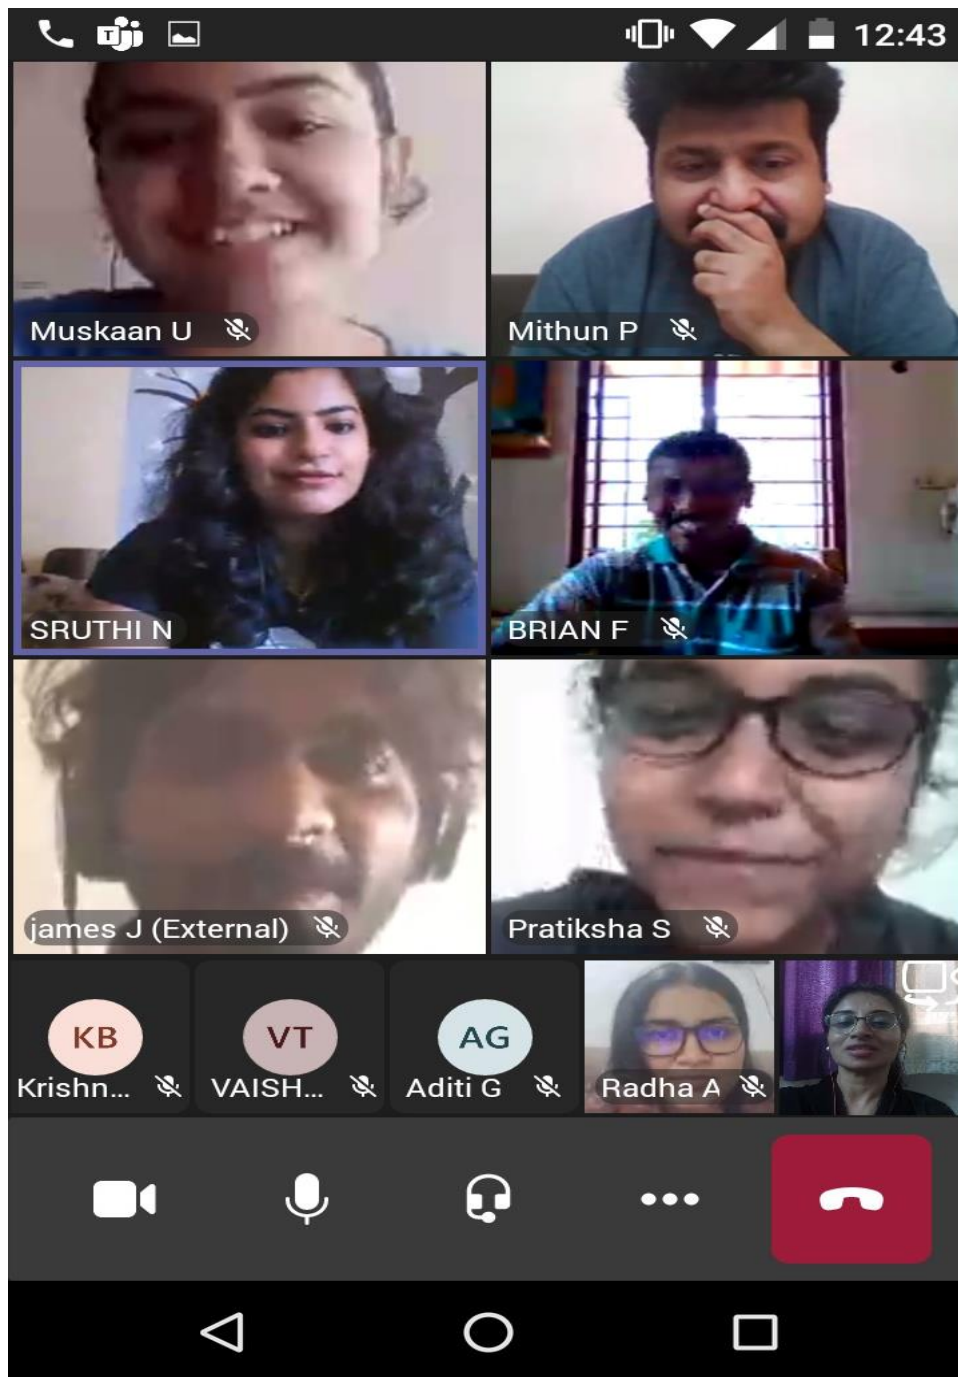 T
12:43
Muskaan U
Mithun P
SRUTHI N
BRIAN F
james J (External)
Pratiksha S
KB
VT
AG
Krishn...
VAISH...
Aditi G
Radha A